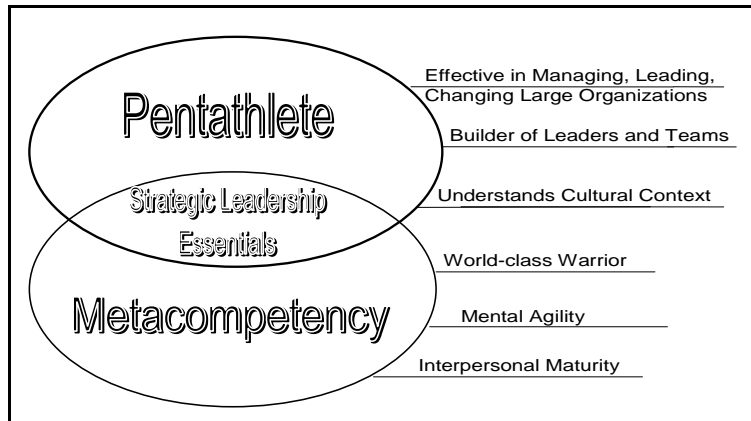 Pentathlete
Strategic Leadership
Essentials
Metacompetency
Effective in Managing, Leading,
Changing Large Organizations
Builder of Leaders and Teams
Understands Cultural Context
World-class Warrior
Mental Agility
Interpersonal Maturity